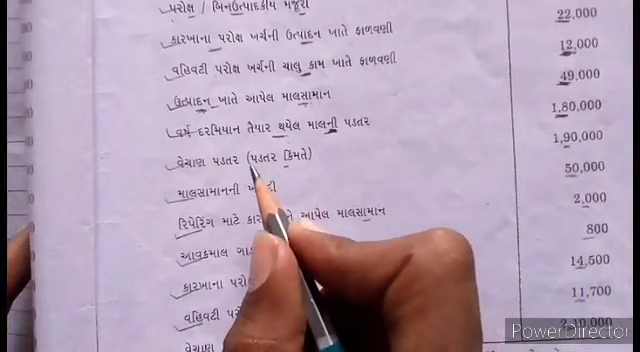 પરોક્ષ / બિનઉત્પાદકીય મજૂરી 22,000
કારખાના પરોક્ષ ખર્ચની ઉત્પાદન ખાતે ફાળવણી 12,000
વહિવટી પરોક્ષ ખર્ચની ચાલુ કામ ખાતે ફાળવણી 49,000
ઉત્પાદન ખાતે આપેલ માલસામાન 1,80,000
વર્ષ દરમિયાન તૈયાર થયેલ માલની પડતર 1,90,000
વેચાણ પડતર (પડતર કિંમતે) 50,000
માલસામાનની 2,000
રિપેરિંગ માટે આપેલ માલસામાન 800
આવકમાલ 14,500
કારખાના 11,700
વહિવટી
વેચાણ
PowerDirector